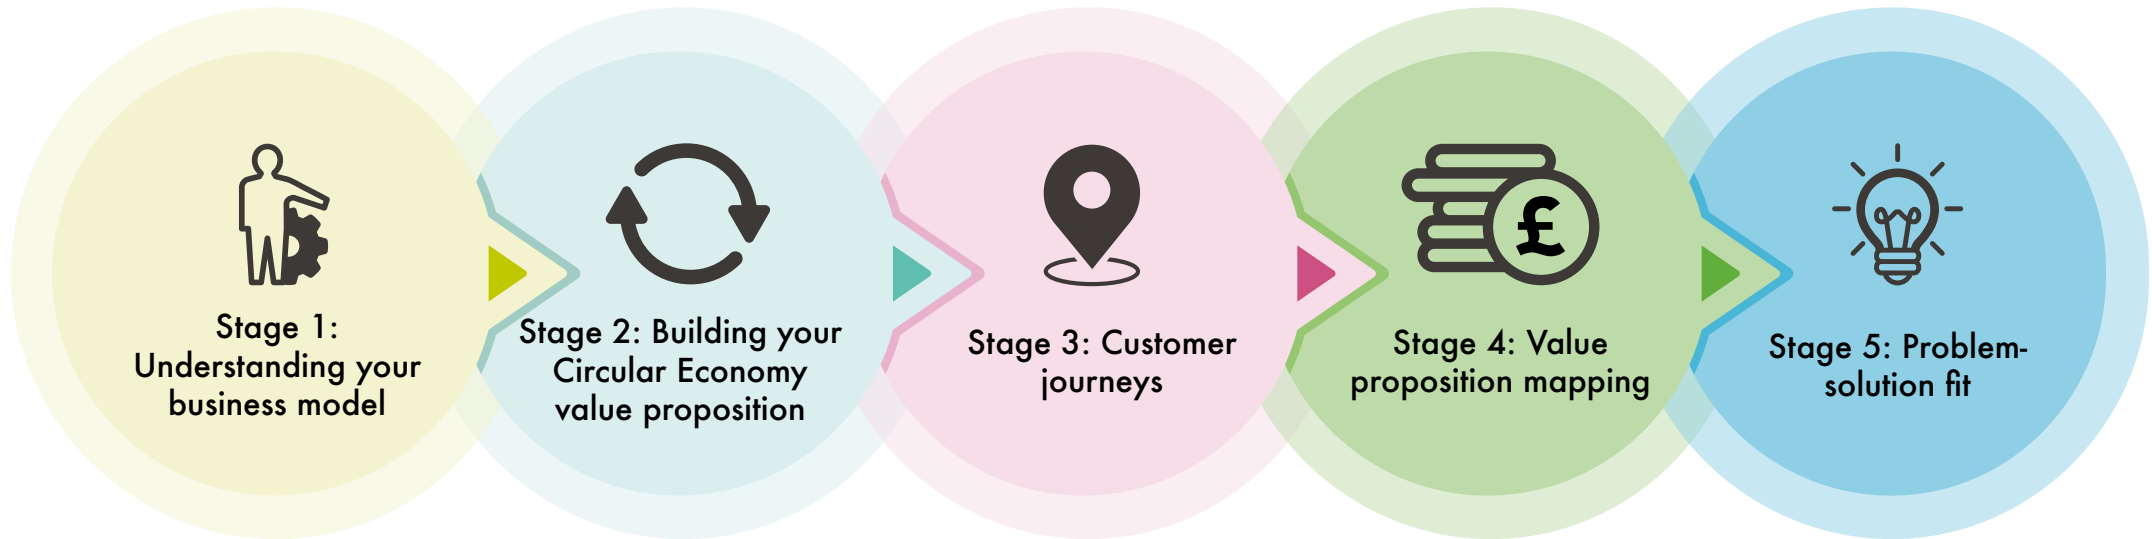 Stage 1:
Understanding your
business model
Stage 2: Building your
Circular Economy
value proposition
Stage 3: Customer
journeys
£
Stage 4: Value
proposition mapping
Stage 5: Problem-
solution fit